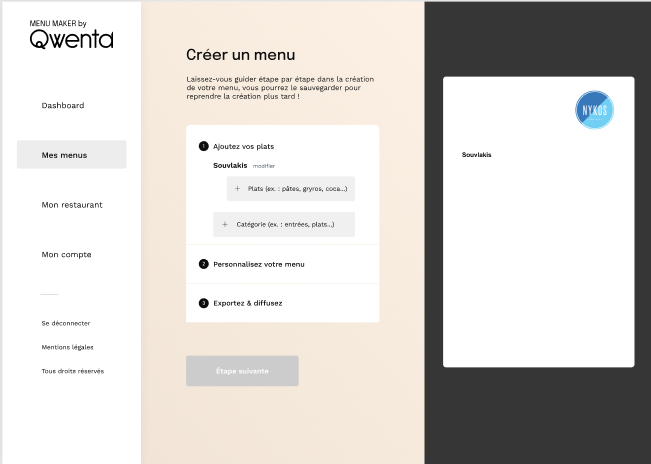 MENU MAKER by
Qwenta
Dashboard
Mes menus
Mon restaurant
Mon compte
Se déconnecter
Mentions légales
Tous droits réservés
Créer un menu
Laissez-vous guider étape par étape dans la création
de votre menu, vous pourrez le sauvegarder pour
reprendre la création plus tard !
1 Ajoutez vos plats
Souvlakis modifier
+ Plats (ex. : pâtes, gryros, coca...)
+ Catégorie (ex. : entrées, plats...)
2 Personnalisez votre menu
3 Exportez & diffusez
Étape suivante
NYKOS
Souvlakis